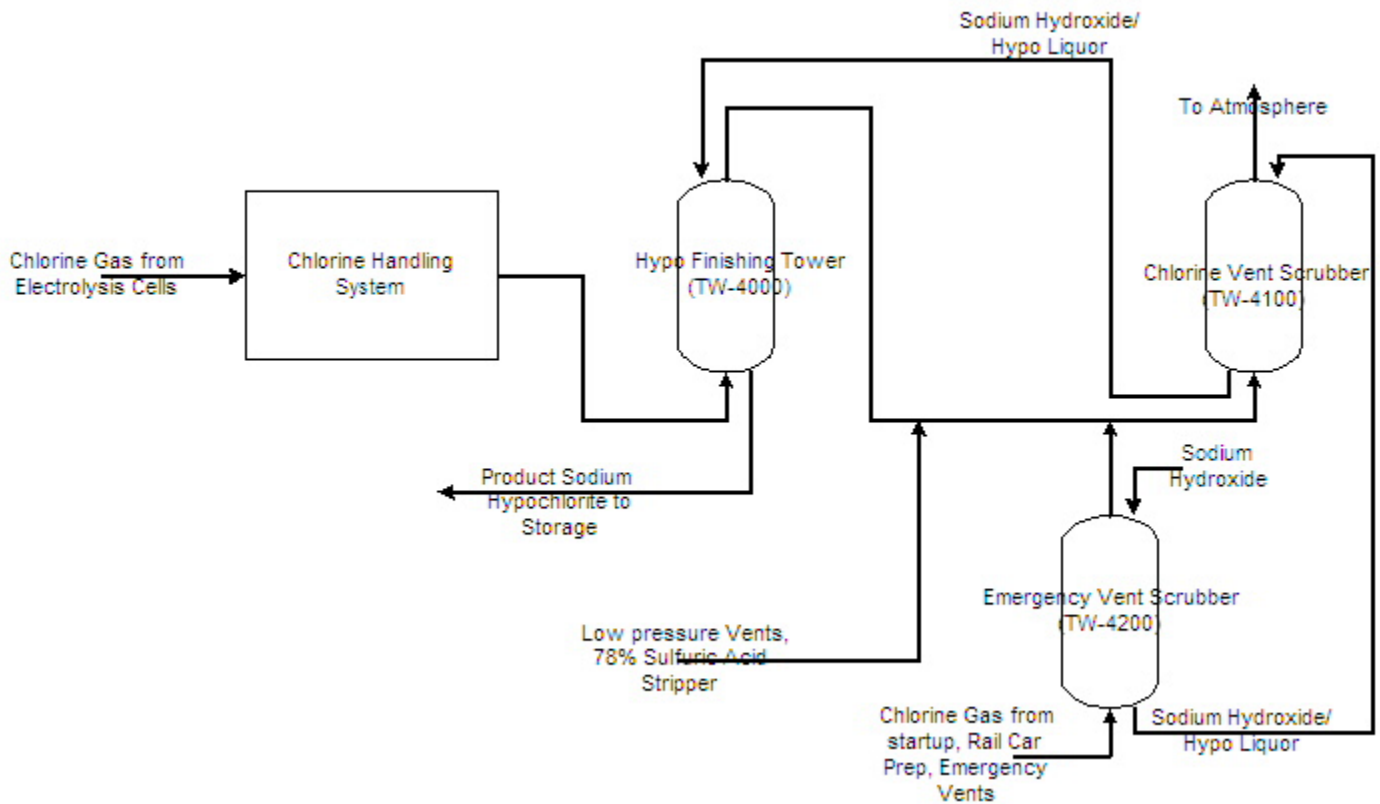 Sodium Hydroxide/
Hypo Liquor
To Atmosphere
Chlorine Gas from
Electrolysis Cells
Chlorine Handling
System
Hypo Finishing Tower
(TW-4000)
Chlorine Vent Scrubber
(TW-4100)
Product Sodium
Hypochlorite to
Storage
Sodium
Hydroxide
Emergency Vent Scrubber
(TW-4200)
Low pressure Vents,
78% Sulfuric Acid
Stripper
Chlorine Gas from
startup, Rail Car
Prep, Emergency
Vents
Sodium Hydroxide/
Hypo Liquor